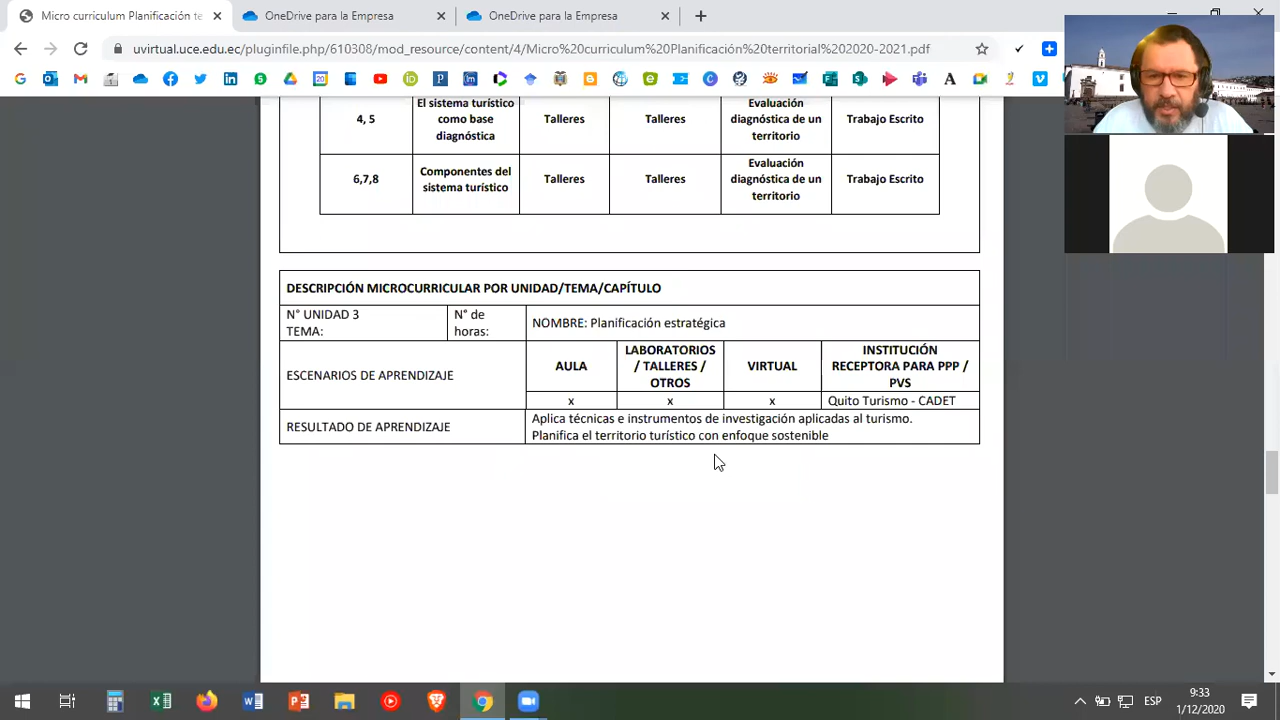 Micro curriculum Planificación te
OneDrive para la Empresa
OneDrive para la Empresa
uvirtual.uce.edu.ec/pluginfile.php/610308/mod_resource/content/4/Micro%20curriculum%20Planificación%20territorial%202020-2021.pdf
4, 5
El sistema turístico
como base
diagnóstica
Talleres
Talleres
Evaluación
diagnóstica de un
territorio
Trabajo Escrito
6,7,8
Componentes del
sistema turístico
Talleres
Talleres
Evaluación
diagnóstica de un
territorio
Trabajo Escrito
DESCRIPCIÓN MICROCURRICULAR POR UNIDAD/TEMA/CAPÍTULO
N° UNIDAD 3
TEMA:
N° de
horas:
NOMBRE: Planificación estratégica
ESCENARIOS DE APRENDIZAJE
AULA
LABORATORIOS
/ TALLERES /
OTROS
VIRTUAL
INSTITUCIÓN
RECEPTORA PARA PPP /
PVS
x
x
x
Quito Turismo - CADET
RESULTADO DE APRENDIZAJE
Aplica técnicas e instrumentos de investigación aplicadas al turismo.
Planifica el territorio turístico con enfoque sostenible
ESP
9:33
1/12/2020